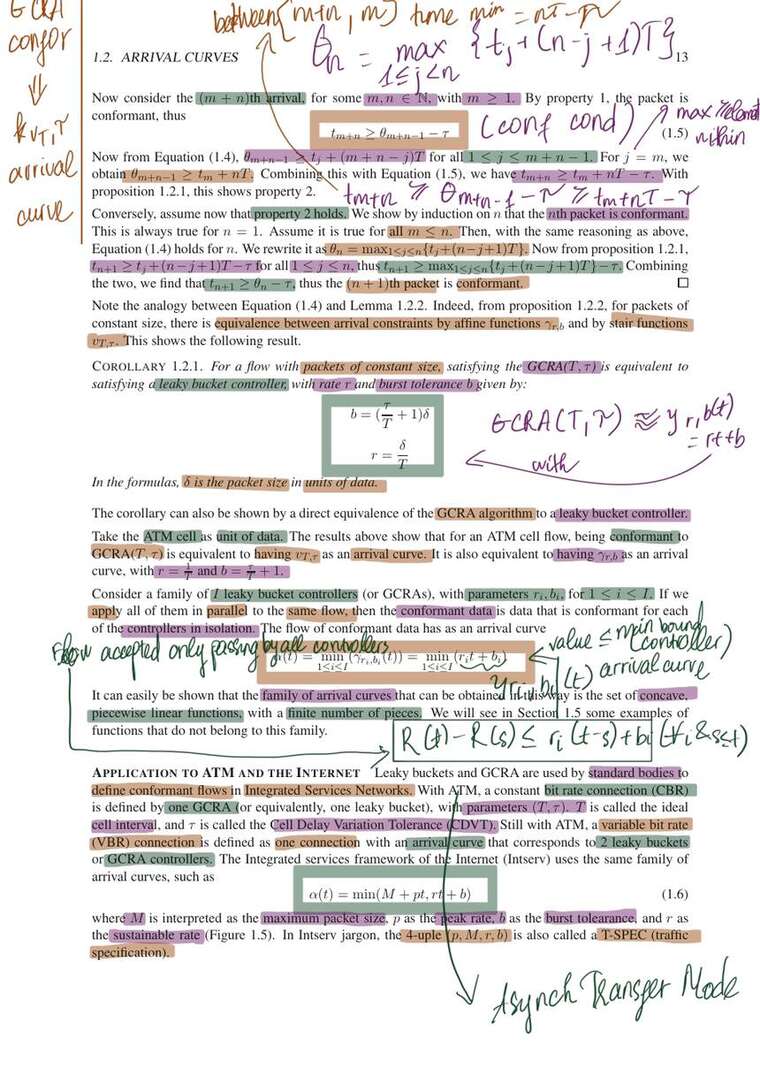 GCRA
confor
⇓
kv_{T,τ}
arrival
curve
between {m+n, m} time min = nT-τ
θ_n = max_{1≤j<n} {t_j + (n-j+1)T}
1.2. ARRIVAL CURVES 13
Now consider the (m + n)th arrival, for some m, n ∈ ℕ, with m ≥ 1. By property 1, the packet is
conformant, thus
t_{m+n} ≥ θ_{m+n−1} − τ (1.5)
(conf cond)
max
within
Now from Equation (1.4), θ_{m+n−1} ≥ t_j + (m + n − j)T for all 1 ≤ j ≤ m + n − 1. For j = m, we
obtain θ_{m+n−1} ≥ t_m + nT. Combining this with Equation (1.5), we have t_{m+n} ≥ t_m + nT − τ. With
proposition 1.2.1, this shows property 2.
t_{m+n} ≥ θ_{m+n-1} - τ ≥ t_m + nT - τ
Conversely, assume now that property 2 holds. We show by induction on n that the nth packet is conformant.
This is always true for n = 1. Assume it is true for all m ≤ n. Then, with the same reasoning as above,
Equation (1.4) holds for n. We rewrite it as θ_n = max_{1≤j≤n}{t_j + (n−j+1)T}. Now from proposition 1.2.1,
t_{n+1} ≥ t_j + (n−j+1)T − τ for all 1 ≤ j ≤ n, thus t_{n+1} ≥ max_{1≤j≤n}{t_j + (n−j+1)T} − τ. Combining
the two, we find that t_{n+1} ≥ θ_n − τ, thus the (n + 1)th packet is conformant. □
Note the analogy between Equation (1.4) and Lemma 1.2.2. Indeed, from proposition 1.2.2, for packets of
constant size, there is equivalence between arrival constraints by affine functions γ_{r,b} and by stair functions
v_{T,τ}. This shows the following result.
COROLLARY 1.2.1. For a flow with packets of constant size, satisfying the GCRA(T, τ) is equivalent to
satisfying a leaky bucket controller, with rate r and burst tolerance b given by:
b = (τ/T + 1)δ
r = δ/T
GCRA(T,τ) ≈ γ_{r,b}(t)
= rt+b
with
In the formulas, δ is the packet size in units of data.
The corollary can also be shown by a direct equivalence of the GCRA algorithm to a leaky bucket controller.
Take the ATM cell as unit of data. The results above show that for an ATM cell flow, being conformant to
GCRA(T, τ) is equivalent to having v_{T,τ} as an arrival curve. It is also equivalent to having γ_{r,b} as an arrival
curve, with r = 1/T and b = τ/T + 1.
Consider a family of I leaky bucket controllers (or GCRAs), with parameters r_i, b_i, for 1 ≤ i ≤ I. If we
apply all of them in parallel to the same flow, then the conformant data is data that is conformant for each
of the controllers in isolation. The flow of conformant data has as an arrival curve
Flow accepted only passing by all controllers
α(t) = min_{1≤i≤I}(γ_{r_i,b_i}(t)) = min_{1≤i≤I}(r_i t + b_i)
value ≤ main bound
(controller)
arrival curve
γ_{ri,bi}(t)
It can easily be shown that the family of arrival curves that can be obtained in this way is the set of concave,
piecewise linear functions, with a finite number of pieces. We will see in Section 1.5 some examples of
functions that do not belong to this family.
R(t)-R(s) ≤ r_i(t-s)+b_i (∀i & s≤t)
APPLICATION TO ATM AND THE INTERNET Leaky buckets and GCRA are used by standard bodies to
define conformant flows in Integrated Services Networks. With ATM, a constant bit rate connection (CBR)
is defined by one GCRA (or equivalently, one leaky bucket), with parameters (T, τ). T is called the ideal
cell interval, and τ is called the Cell Delay Variation Tolerance (CDVT). Still with ATM, a variable bit rate
(VBR) connection is defined as one connection with an arrival curve that corresponds to 2 leaky buckets
or GCRA controllers. The Integrated services framework of the Internet (Intserv) uses the same family of
arrival curves, such as
α(t) = min(M + pt, rt + b) (1.6)
where M is interpreted as the maximum packet size, p as the peak rate, b as the burst tolearance, and r as
the sustainable rate (Figure 1.5). In Intserv jargon, the 4-uple (p, M, r, b) is also called a T-SPEC (traffic
specification).
Asynch Transfer Mode